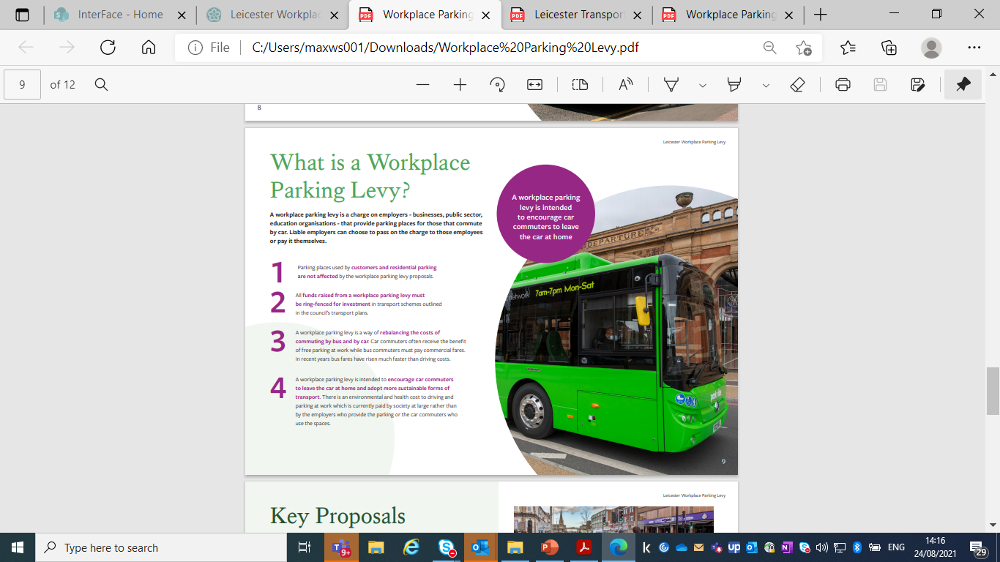 InterFace - Home
Leicester Workplac
Workplace Parking
Leicester Transpor
Workplace Parking
File
C:/Users/maxws001/Downloads/Workplace%20Parking%20Levy.pdf
9 of 12
8
Leicester Workplace Parking Levy
What is a Workplace
Parking Levy?
A workplace parking levy is a charge on employers - businesses, public sector,
education organisations - that provide parking places for those that commute
by car. Liable employers can choose to pass on the charge to those employees
or pay it themselves.
1
Parking places used by customers and residential parking
are not affected by the workplace parking levy proposals.
2
All funds raised from a workplace parking levy must
be ring-fenced for investment in transport schemes outlined
in the council's transport plans.
3
A workplace parking levy is a way of rebalancing the costs of
commuting by bus and by car. Car commuters often receive the benefit
of free parking at work while bus commuters must pay commercial fares.
In recent years bus fares have risen much faster than driving costs.
4
A workplace parking levy is intended to encourage car commuters
to leave the car at home and adopt more sustainable forms of
transport. There is an environmental and health cost to driving and
parking at work which is currently paid by society at large rather than
by the employers who provide the parking or the car commuters who
use the spaces.
A workplace parking
levy is intended
to encourage car
commuters to leave
the car at home
DEPARTURE
network 7am-7pm Mon-Sat
park ride
9
Leicester Workplace Parking Levy
Key Proposals
Type here to search
9+
ENG
14:16
24/08/2021
29